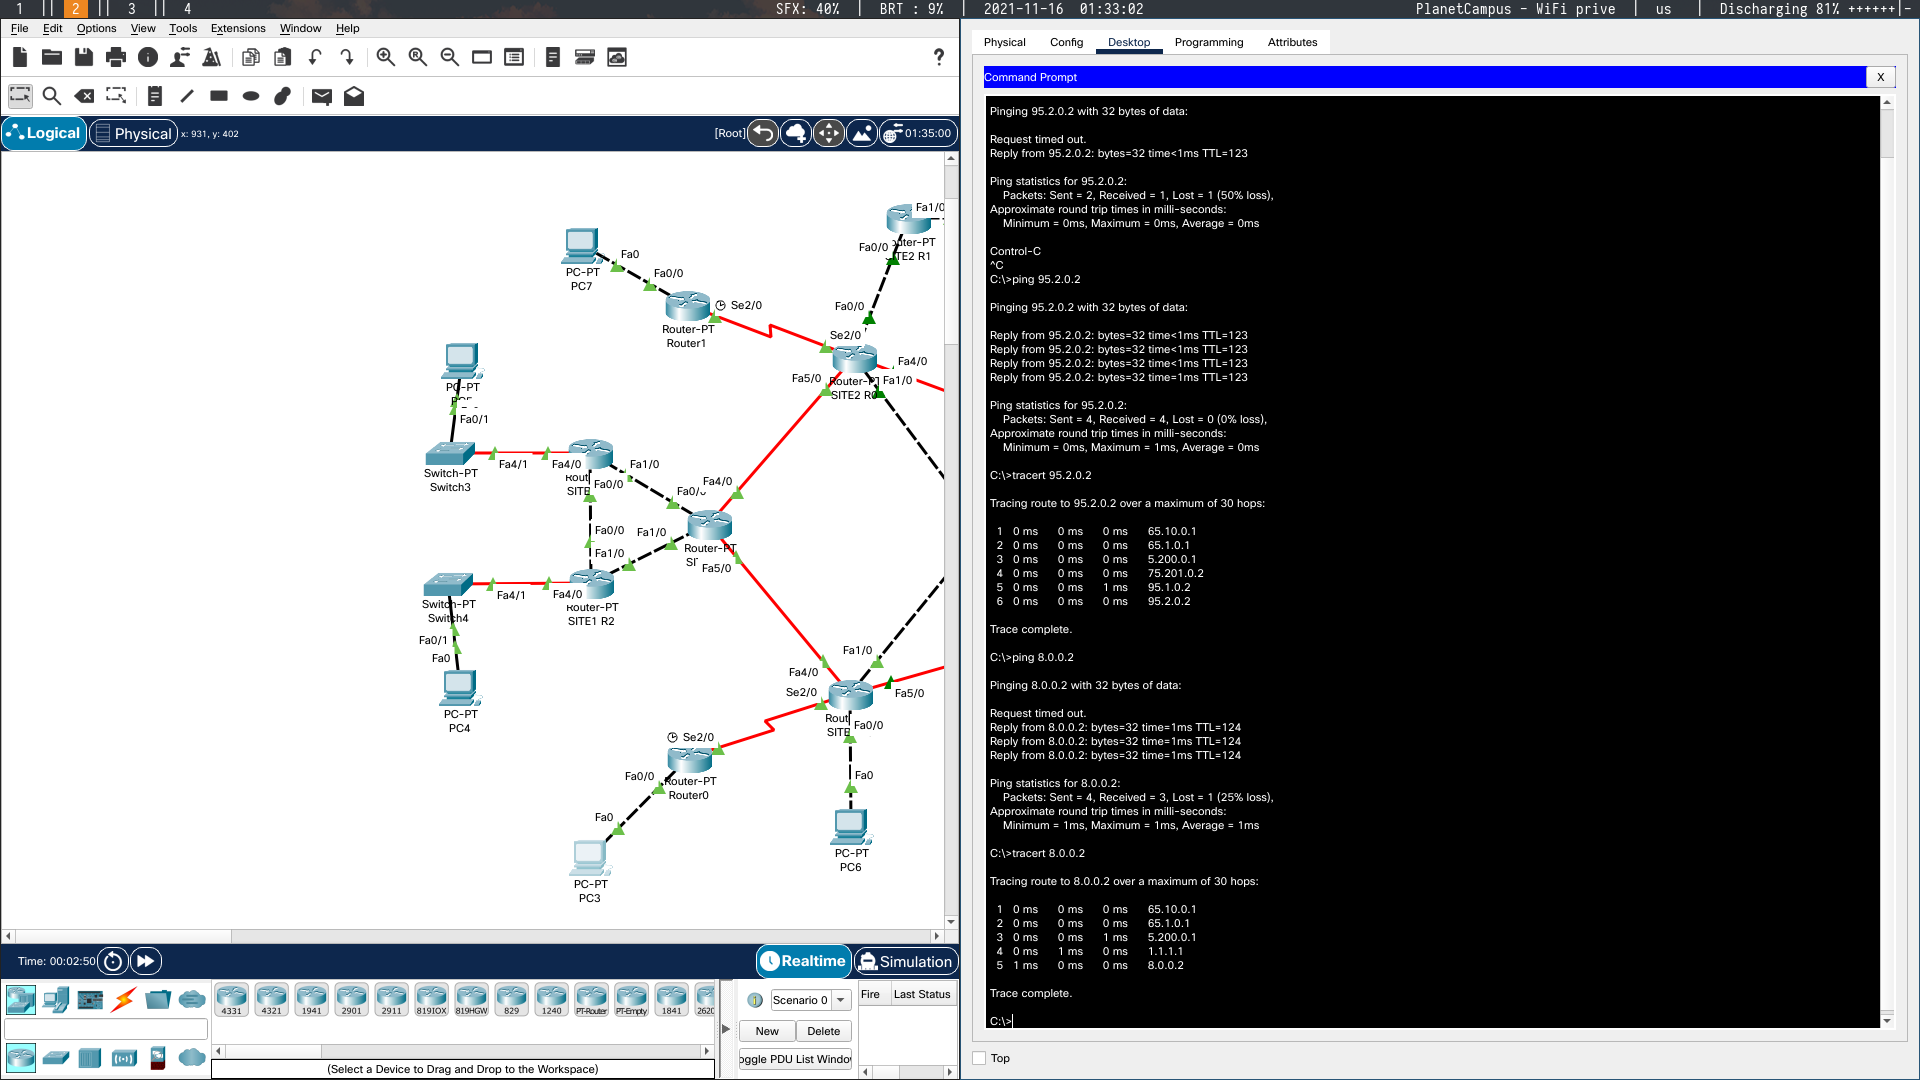 1 || 2 || 3 || 4
SFX: 40% | BRT : 9% | 2021-11-16 01:33:02
PlanetCampus - WiFi prive | us | Discharging 81% ++++++|-
File Edit Options View Tools Extensions Window Help
?
Logical
Physical
x: 931, y: 402
[Root]
01:35:00
Fa1/0
Fa0/0
PC-PT
PC7
Fa0
Fa0/0
Router-PT
Router1
Se2/0
Fa0/0
Se2/0
Fa4/0
Fa5/0
Fa1/0
SITE2 R0
Fa0/1
Switch-PT
Switch3
Fa4/1
Fa4/0
Fa0/0
Fa1/0
Fa4/0
Fa0/0
Fa1/0
Fa1/0
Router-PT
Fa5/0
Switch-PT
Switch4
Fa4/1
Fa4/0
Router-PT
SITE1 R2
Fa0/1
Fa0
PC-PT
PC4
Fa1/0
Fa4/0
Se2/0
Fa5/0
Fa0/0
Se2/0
Fa0/0
Router-PT
Router0
Fa0
PC-PT
PC3
Fa0
PC-PT
PC6
Time: 00:02:50
Realtime
Simulation
4331 4321 1941 2901 2911 819IOX 819HGW 829 1240 PT-Router PT-Empty 1841 2620
(Select a Device to Drag and Drop to the Workspace)
Scenario 0
New
Delete
oggle PDU List Windo
Fire
Last Status
Physical Config Desktop Programming Attributes
Command Prompt
X
Pinging 95.2.0.2 with 32 bytes of data:
Request timed out.
Reply from 95.2.0.2: bytes=32 time<1ms TTL=123
Ping statistics for 95.2.0.2:
Packets: Sent = 2, Received = 1, Lost = 1 (50% loss),
Approximate round trip times in milli-seconds:
Minimum = 0ms, Maximum = 0ms, Average = 0ms
Control-C
^C
C:\>ping 95.2.0.2
Pinging 95.2.0.2 with 32 bytes of data:
Reply from 95.2.0.2: bytes=32 time<1ms TTL=123
Reply from 95.2.0.2: bytes=32 time<1ms TTL=123
Reply from 95.2.0.2: bytes=32 time<1ms TTL=123
Reply from 95.2.0.2: bytes=32 time=1ms TTL=123
Ping statistics for 95.2.0.2:
Packets: Sent = 4, Received = 4, Lost = 0 (0% loss),
Approximate round trip times in milli-seconds:
Minimum = 0ms, Maximum = 1ms, Average = 0ms
C:\>tracert 95.2.0.2
Tracing route to 95.2.0.2 over a maximum of 30 hops:
1 0 ms 0 ms 0 ms 65.10.0.1
2 0 ms 0 ms 0 ms 65.1.0.1
3 0 ms 0 ms 0 ms 5.200.0.1
4 0 ms 0 ms 0 ms 75.201.0.2
5 0 ms 0 ms 1 ms 95.1.0.2
6 0 ms 0 ms 0 ms 95.2.0.2
Trace complete.
C:\>ping 8.0.0.2
Pinging 8.0.0.2 with 32 bytes of data:
Request timed out.
Reply from 8.0.0.2: bytes=32 time=1ms TTL=124
Reply from 8.0.0.2: bytes=32 time=1ms TTL=124
Reply from 8.0.0.2: bytes=32 time=1ms TTL=124
Ping statistics for 8.0.0.2:
Packets: Sent = 4, Received = 3, Lost = 1 (25% loss),
Approximate round trip times in milli-seconds:
Minimum = 1ms, Maximum = 1ms, Average = 1ms
C:\>tracert 8.0.0.2
Tracing route to 8.0.0.2 over a maximum of 30 hops:
1 0 ms 0 ms 0 ms 65.10.0.1
2 0 ms 0 ms 0 ms 65.1.0.1
3 0 ms 0 ms 1 ms 5.200.0.1
4 0 ms 1 ms 0 ms 1.1.1.1
5 1 ms 0 ms 0 ms 8.0.0.2
Trace complete.
C:\>
Top